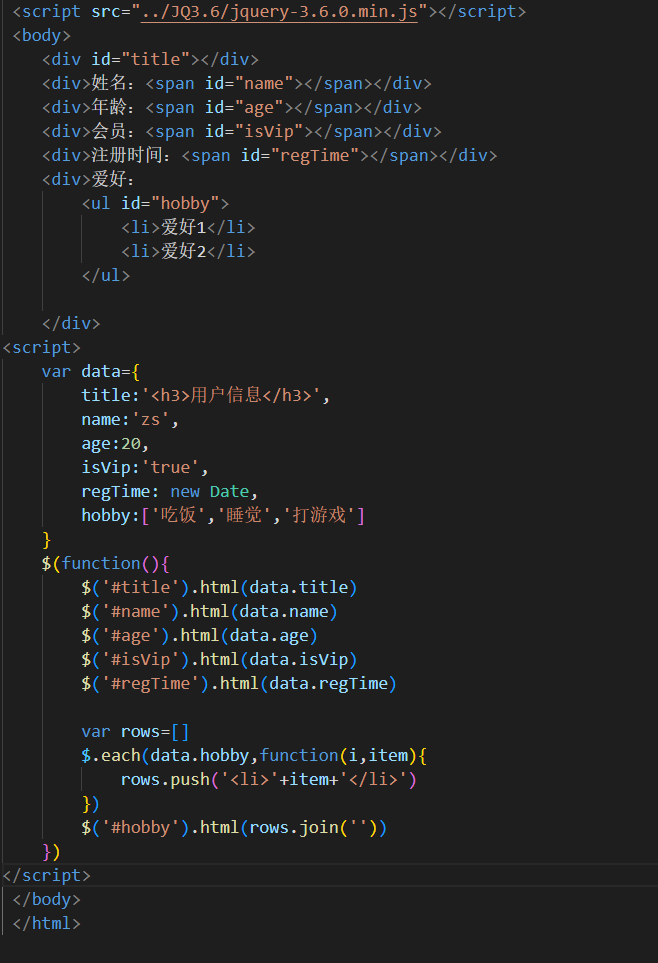 <script src="../JQ3.6/jquery-3.6.0.min.js"></script>
<body>
<div id="title"></div>
<div>姓名：<span id="name"></span></div>
<div>年龄：<span id="age"></span></div>
<div>会员：<span id="isVip"></span></div>
<div>注册时间：<span id="regTime"></span></div>
<div>爱好：
<ul id="hobby">
<li>爱好1</li>
<li>爱好2</li>
</ul>
</div>
<script>
var data={
title:'<h3>用户信息</h3>',
name:'zs',
age:20,
isVip:'true',
regTime: new Date,
hobby:['吃饭','睡觉','打游戏']
}
$(function(){
$('#title').html(data.title)
$('#name').html(data.name)
$('#age').html(data.age)
$('#isVip').html(data.isVip)
$('#regTime').html(data.regTime)
var rows=[]
$.each(data.hobby,function(i,item){
rows.push('<li>'+item+'</li>')
})
$('#hobby').html(rows.join(''))
})
</script>
</body>
</html>